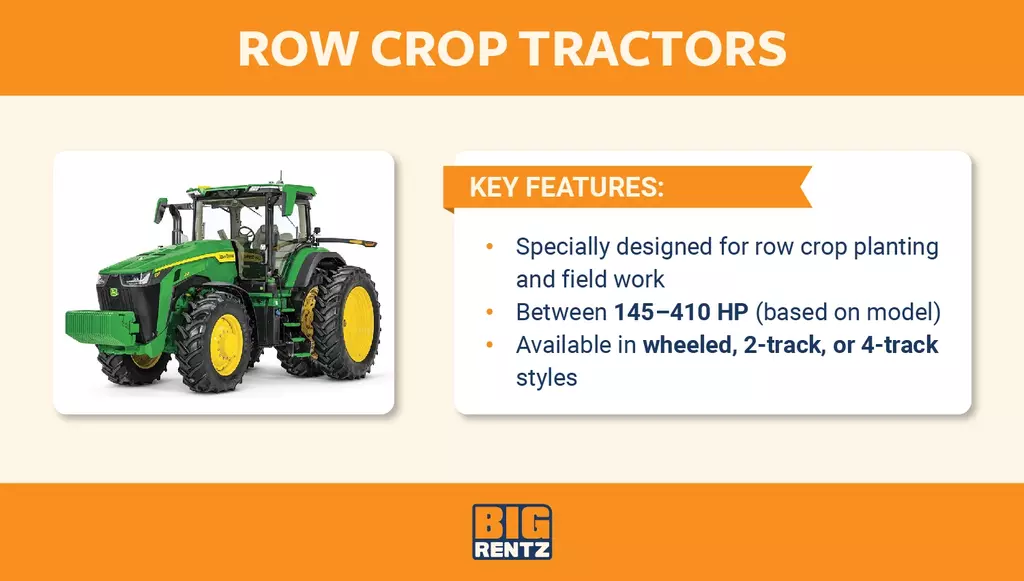 ROW CROP TRACTORS
KEY FEATURES:
• Specially designed for row crop planting
and field work
• Between 145–410 HP (based on model)
• Available in wheeled, 2-track, or 4-track
styles
BIG
RENTZ